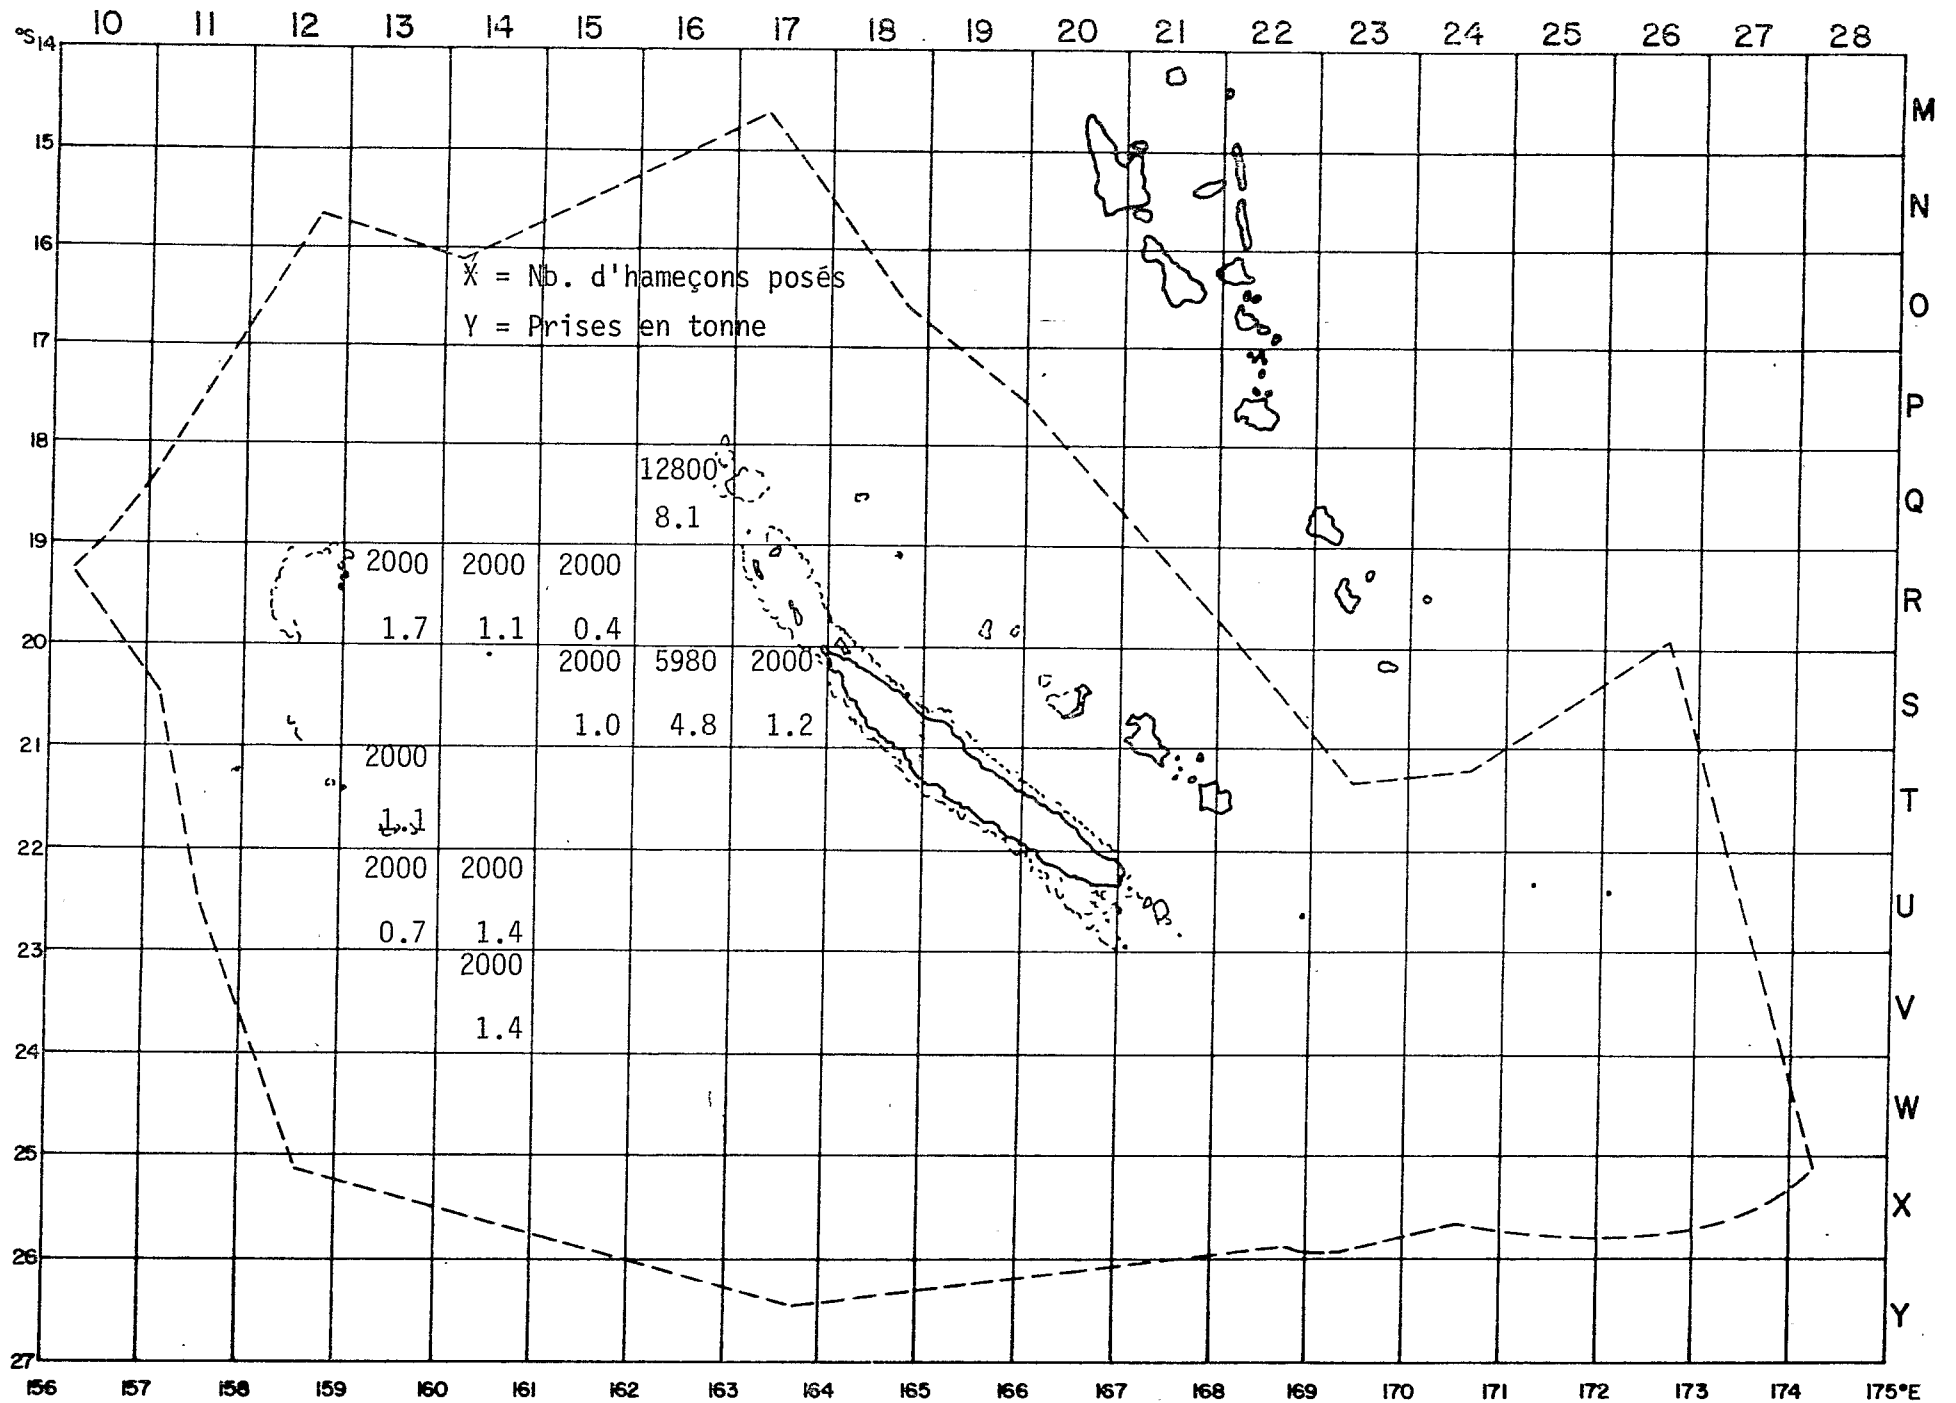 10 11 12 13 14 15 16 17 18 19 20 21 22 23 24 25 26 27 28
°S 14
M
15
N
16
X = Nb. d'hameçons posés
O
Y = Prises en tonne
17
P
18
12800
Q
8.1
19
2000 2000 2000
R
1.7 1.1 0.4
20
2000 5980 2000
S
1.0 4.8 1.2
21
2000
T
1.1
22
2000 2000
U
0.7 1.4
23
2000
V
1.4
24
W
25
X
26
Y
27
156 157 158 159 160 161 162 163 164 165 166 167 168 169 170 171 172 173 174 175°E